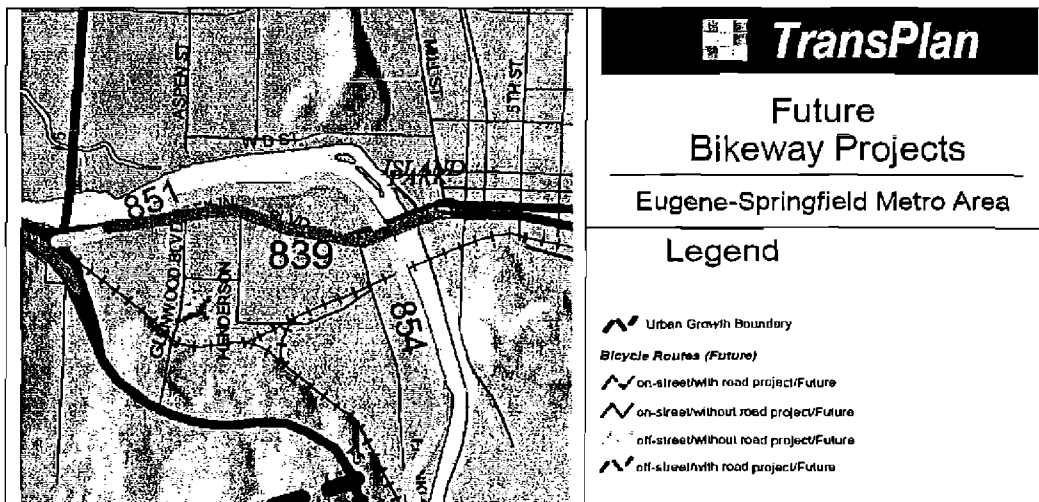 TransPlan
Future
Bikeway Projects
Eugene-Springfield Metro Area
Legend
Urban Growth Boundary
Bicycle Routes (Future)
on-street/with road project/Future
on-street/without road project/Future
off-street/without road project/Future
off-street/with road project/Future
ASPEN ST
MILL ST
5TH ST
W D ST
ISLAND
PARK
851
BLVD
839
GLENWOOD BLVD
HENDERSON
854